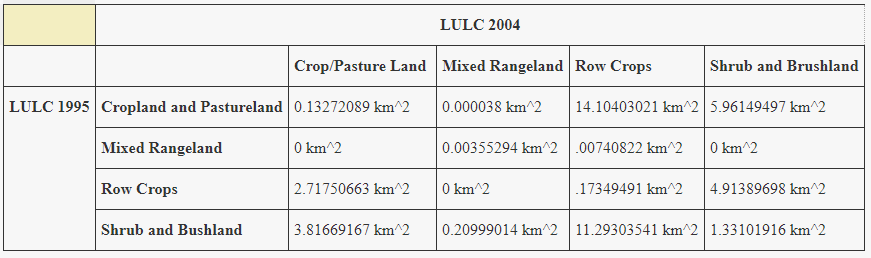 LULC 2004
Crop/Pasture Land Mixed Rangeland Row Crops Shrub and Brushland
LULC 1995 Cropland and Pastureland 0.13272089 km^2 0.000038 km^2 14.10403021 km^2 5.96149497 km^2
Mixed Rangeland 0 km^2 0.00355294 km^2 .00740822 km^2 0 km^2
Row Crops 2.71750663 km^2 0 km^2 .17349491 km^2 4.91389698 km^2
Shrub and Bushland 3.81669167 km^2 0.20999014 km^2 11.29303541 km^2 1.33101916 km^2